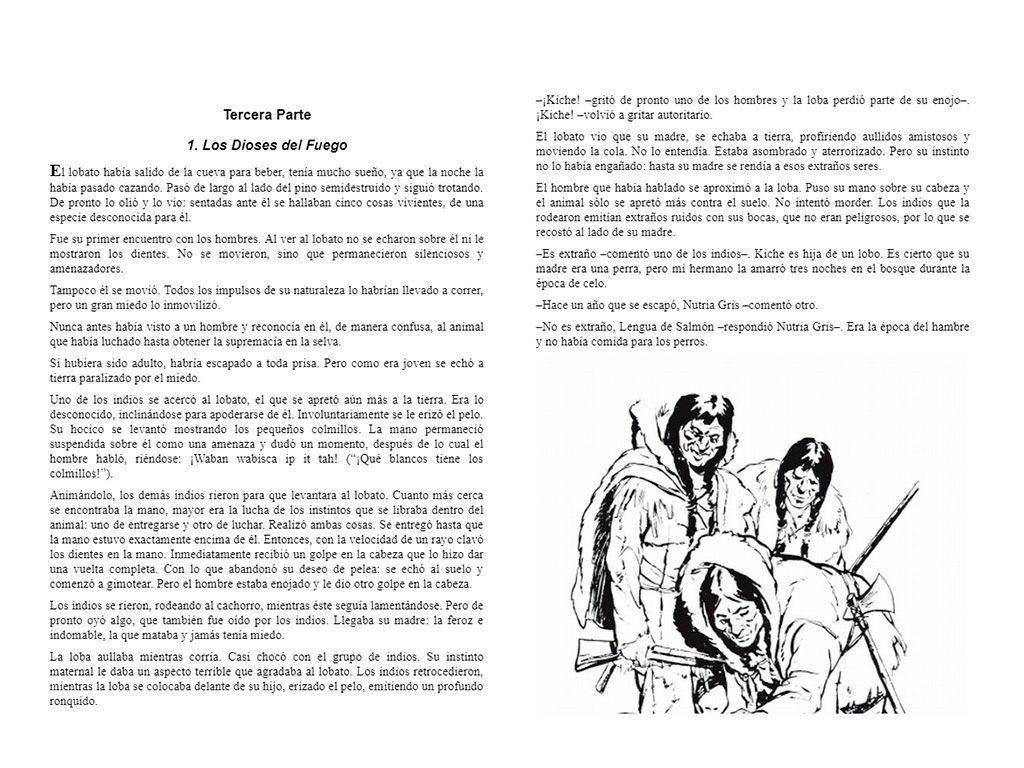 Tercera Parte
1. Los Dioses del Fuego
El lobato había salido de la cueva para beber, tenía mucho sueño, ya que la noche la
había pasado cazando. Pasó de largo al lado del pino semidestruido y siguió trotando.
De pronto lo olió y lo vio: sentadas ante él se hallaban cinco cosas vivientes, de una
especie desconocida para él.
Fue su primer encuentro con los hombres. Al ver al lobato no se echaron sobre él ni le
mostraron los dientes. No se movieron, sino que permanecieron silenciosos y
amenazadores.
Tampoco él se movió. Todos los impulsos de su naturaleza lo habrían llevado a correr,
pero un gran miedo lo inmovilizó.
Nunca antes había visto a un hombre y reconocía en él, de manera confusa, al animal
que había luchado hasta obtener la supremacía en la selva.
Si hubiera sido adulto, habría escapado a toda prisa. Pero como era joven se echó a
tierra paralizado por el miedo.
Uno de los indios se acercó al lobato, el que se apretó aún más a la tierra. Era lo
desconocido, inclinándose para apoderarse de él. Involuntariamente se le erizó el pelo.
Su hocico se levantó mostrando los pequeños colmillos. La mano permaneció
suspendida sobre él como una amenaza y dudó un momento, después de lo cual el
hombre habló, riéndose: ¡Waban wabisca ip it tah! (“¡Qué blancos tiene los
colmillos!”).
Animándolo, los demás indios rieron para que levantara al lobato. Cuanto más cerca
se encontraba la mano, mayor era la lucha de los instintos que se libraba dentro del
animal: uno de entregarse y otro de luchar. Realizó ambas cosas. Se entregó hasta que
la mano estuvo exactamente encima de él. Entonces, con la velocidad de un rayo clavó
los dientes en la mano. Inmediatamente recibió un golpe en la cabeza que lo hizo dar
una vuelta completa. Con lo que abandonó su deseo de pelea: se echó al suelo y
comenzó a gimotear. Pero el hombre estaba enojado y le dio otro golpe en la cabeza.
Los indios se rieron, rodeando al cachorro, mientras éste seguía lamentándose. Pero de
pronto oyó algo, que también fue oído por los indios. Llegaba su madre: la feroz e
indomable, la que mataba y jamás tenía miedo.
La loba aullaba mientras corría. Casi chocó con el grupo de indios. Su instinto
maternal le daba un aspecto terrible que agradaba al lobato. Los indios retrocedieron,
mientras la loba se colocaba delante de su hijo, erizado el pelo, emitiendo un profundo
ronquido.
–¡Kiche! –gritó de pronto uno de los hombres y la loba perdió parte de su enojo–.
¡Kiche! –volvió a gritar autoritario.
El lobato vio que su madre, se echaba a tierra, profiriendo aullidos amistosos y
moviendo la cola. No lo entendía. Estaba asombrado y aterrorizado. Pero su instinto
no lo había engañado: hasta su madre se rendía a esos extraños seres.
El hombre que había hablado se aproximó a la loba. Puso su mano sobre su cabeza y
el animal sólo se apretó más contra el suelo. No intentó morder. Los indios que la
rodearon emitían extraños ruidos con sus bocas, que no eran peligrosos, por lo que se
recostó al lado de su madre.
–Es extraño –comentó uno de los indios–. Kiche es hija de un lobo. Es cierto que su
madre era una perra, pero mi hermano la amarró tres noches en el bosque durante la
época de celo.
–Hace un año que se escapó, Nutria Gris –comentó otro.
–No es extraño, Lengua de Salmón –respondió Nutria Gris–. Era la época del hambre
y no había comida para los perros.